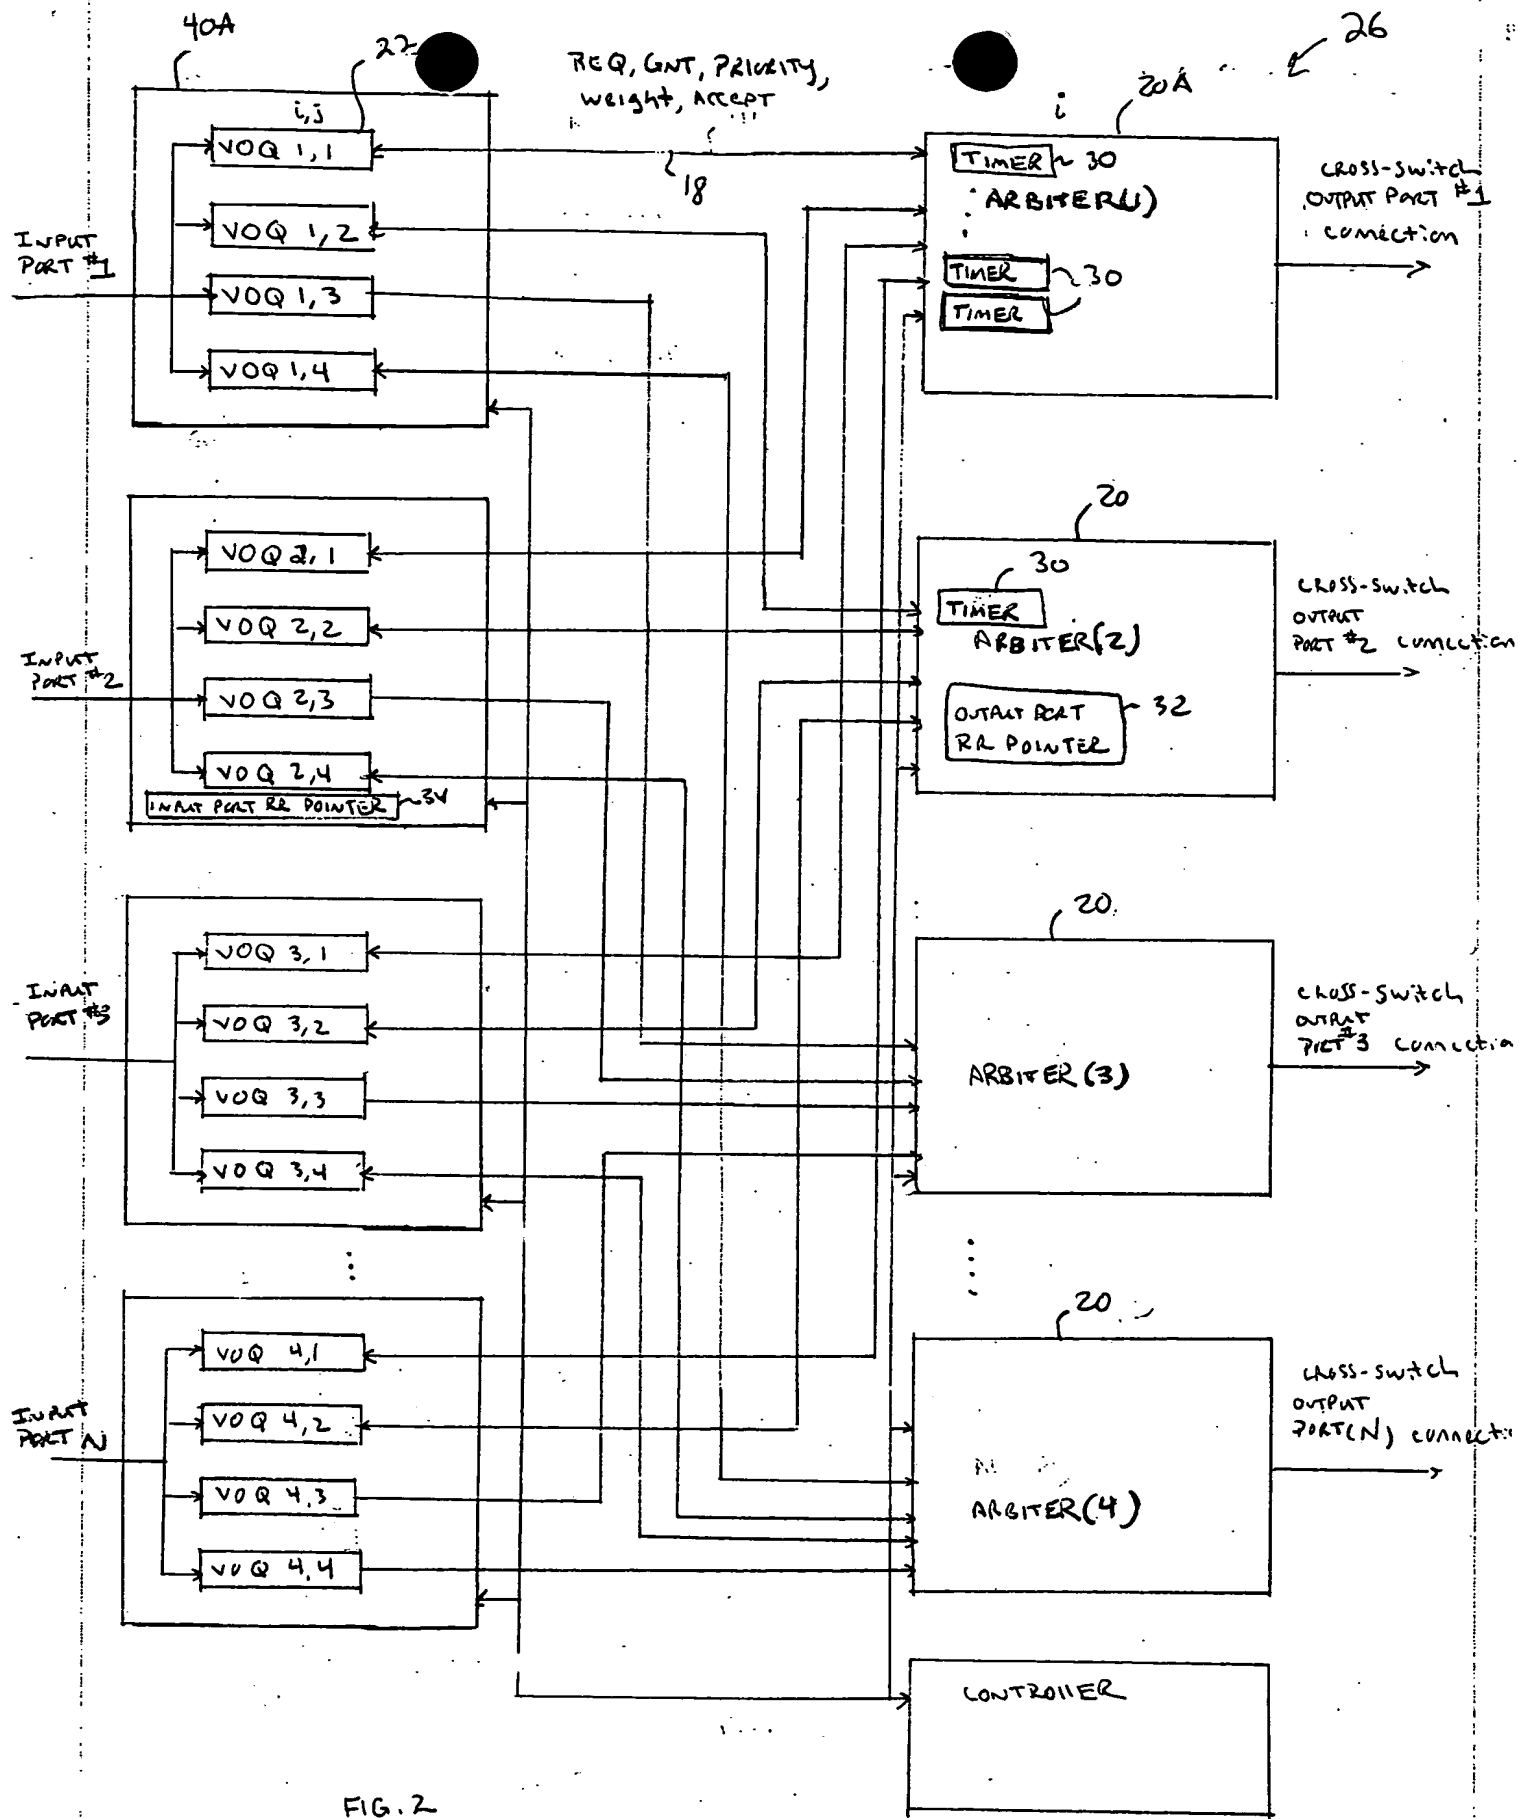 40A
22
REQ, GNT, PRIORITY,
Weight, ACCEPT
26
i
20A
i,j
VOQ 1,1
18
TIMER 30
ARBITER(1)
CROSS-SWitch
OUTPUT PORT #1
connection
VOQ 1,2
INPUT
PORT #1
VOQ 1,3
TIMER 30
TIMER
VOQ 1,4
20
VOQ 2,1
30
TIMER
ARBITER(2)
CROSS-SWitch
OUTPUT
PORT #2 connection
VOQ 2,2
INPUT
PORT #2
VOQ 2,3
OUTPUT PORT
RR POINTER
32
VOQ 2,4
INPUT PORT RR POINTER 34
20
VOQ 3,1
INPUT
PORT #3
VOQ 3,2
CROSS-SWitch
OUTPUT
PORT #3 connectio
ARBITER(3)
VOQ 3,3
VOQ 3,4
20
VOQ 4,1
INPUT
PORT N
VOQ 4,2
CROSS-SWitch
OUTPUT
PORT(N) connecti
VOQ 4,3
ARBITER(4)
VOQ 4,4
CONTROllER
FIG. 2